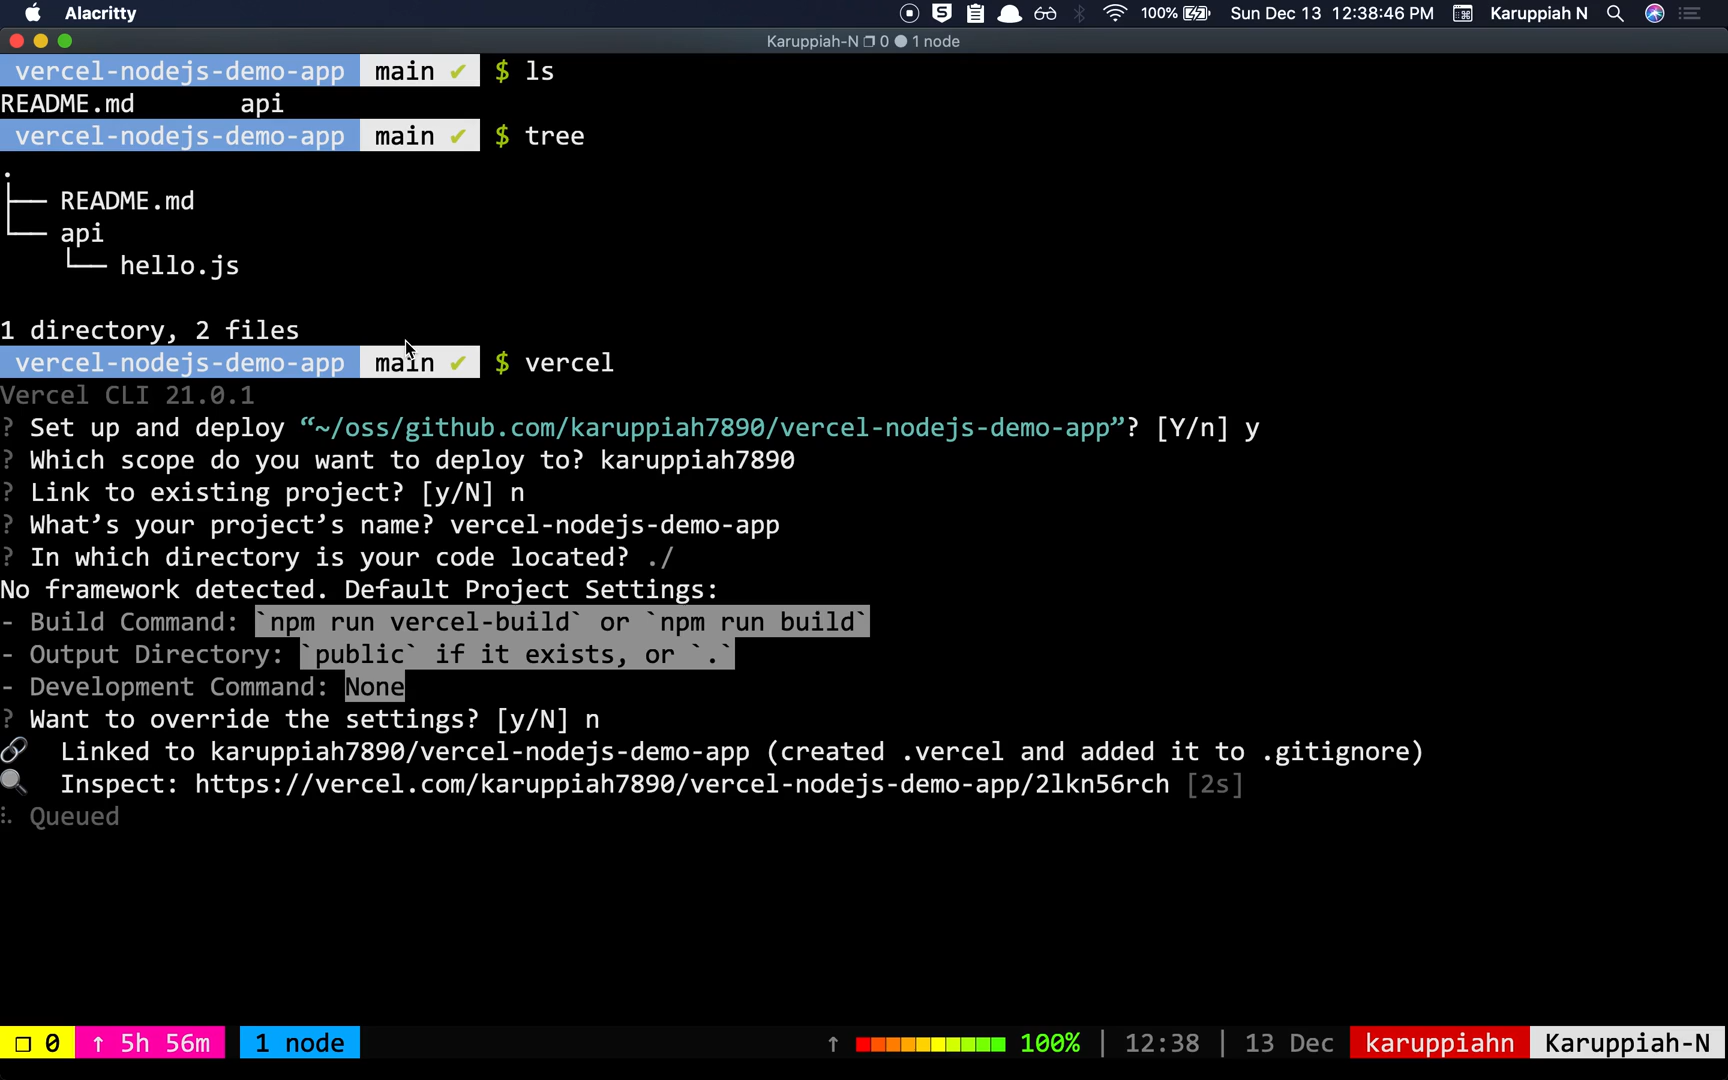 Alacritty 100% Sun Dec 13 12:38:46 PM Karuppiah N
Karuppiah-N 0 1 node
vercel-nodejs-demo-app main ✔ $ ls
README.md api
vercel-nodejs-demo-app main ✔ $ tree
.
├── README.md
└── api
    └── hello.js
1 directory, 2 files
vercel-nodejs-demo-app main ✔ $ vercel
Vercel CLI 21.0.1
? Set up and deploy “~/oss/github.com/karuppiah7890/vercel-nodejs-demo-app”? [Y/n] y
? Which scope do you want to deploy to? karuppiah7890
? Link to existing project? [y/N] n
? What’s your project’s name? vercel-nodejs-demo-app
? In which directory is your code located? ./
No framework detected. Default Project Settings:
- Build Command: `npm run vercel-build` or `npm run build`
- Output Directory: `public` if it exists, or `.`
- Development Command: None
? Want to override the settings? [y/N] n
Linked to karuppiah7890/vercel-nodejs-demo-app (created .vercel and added it to .gitignore)
Inspect: https://vercel.com/karuppiah7890/vercel-nodejs-demo-app/2lkn56rch [2s]
Queued
0 ↑ 5h 56m 1 node ↑ 100% | 12:38 | 13 Dec karuppiahn Karuppiah-N